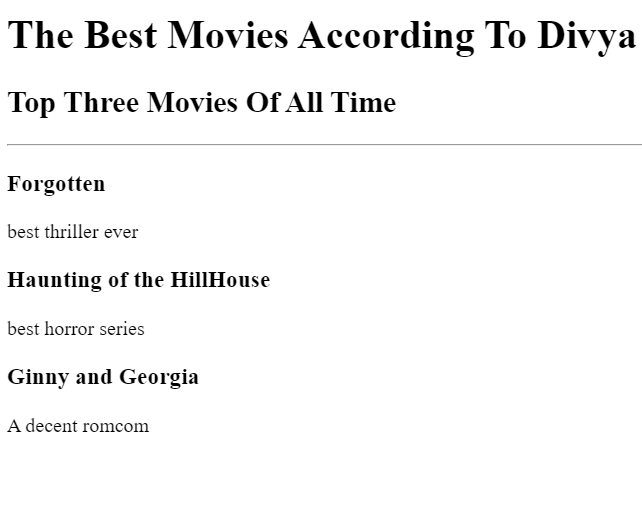 The Best Movies According To Divya
Top Three Movies Of All Time
Forgotten
best thriller ever
Haunting of the HillHouse
best horror series
Ginny and Georgia
A decent romcom